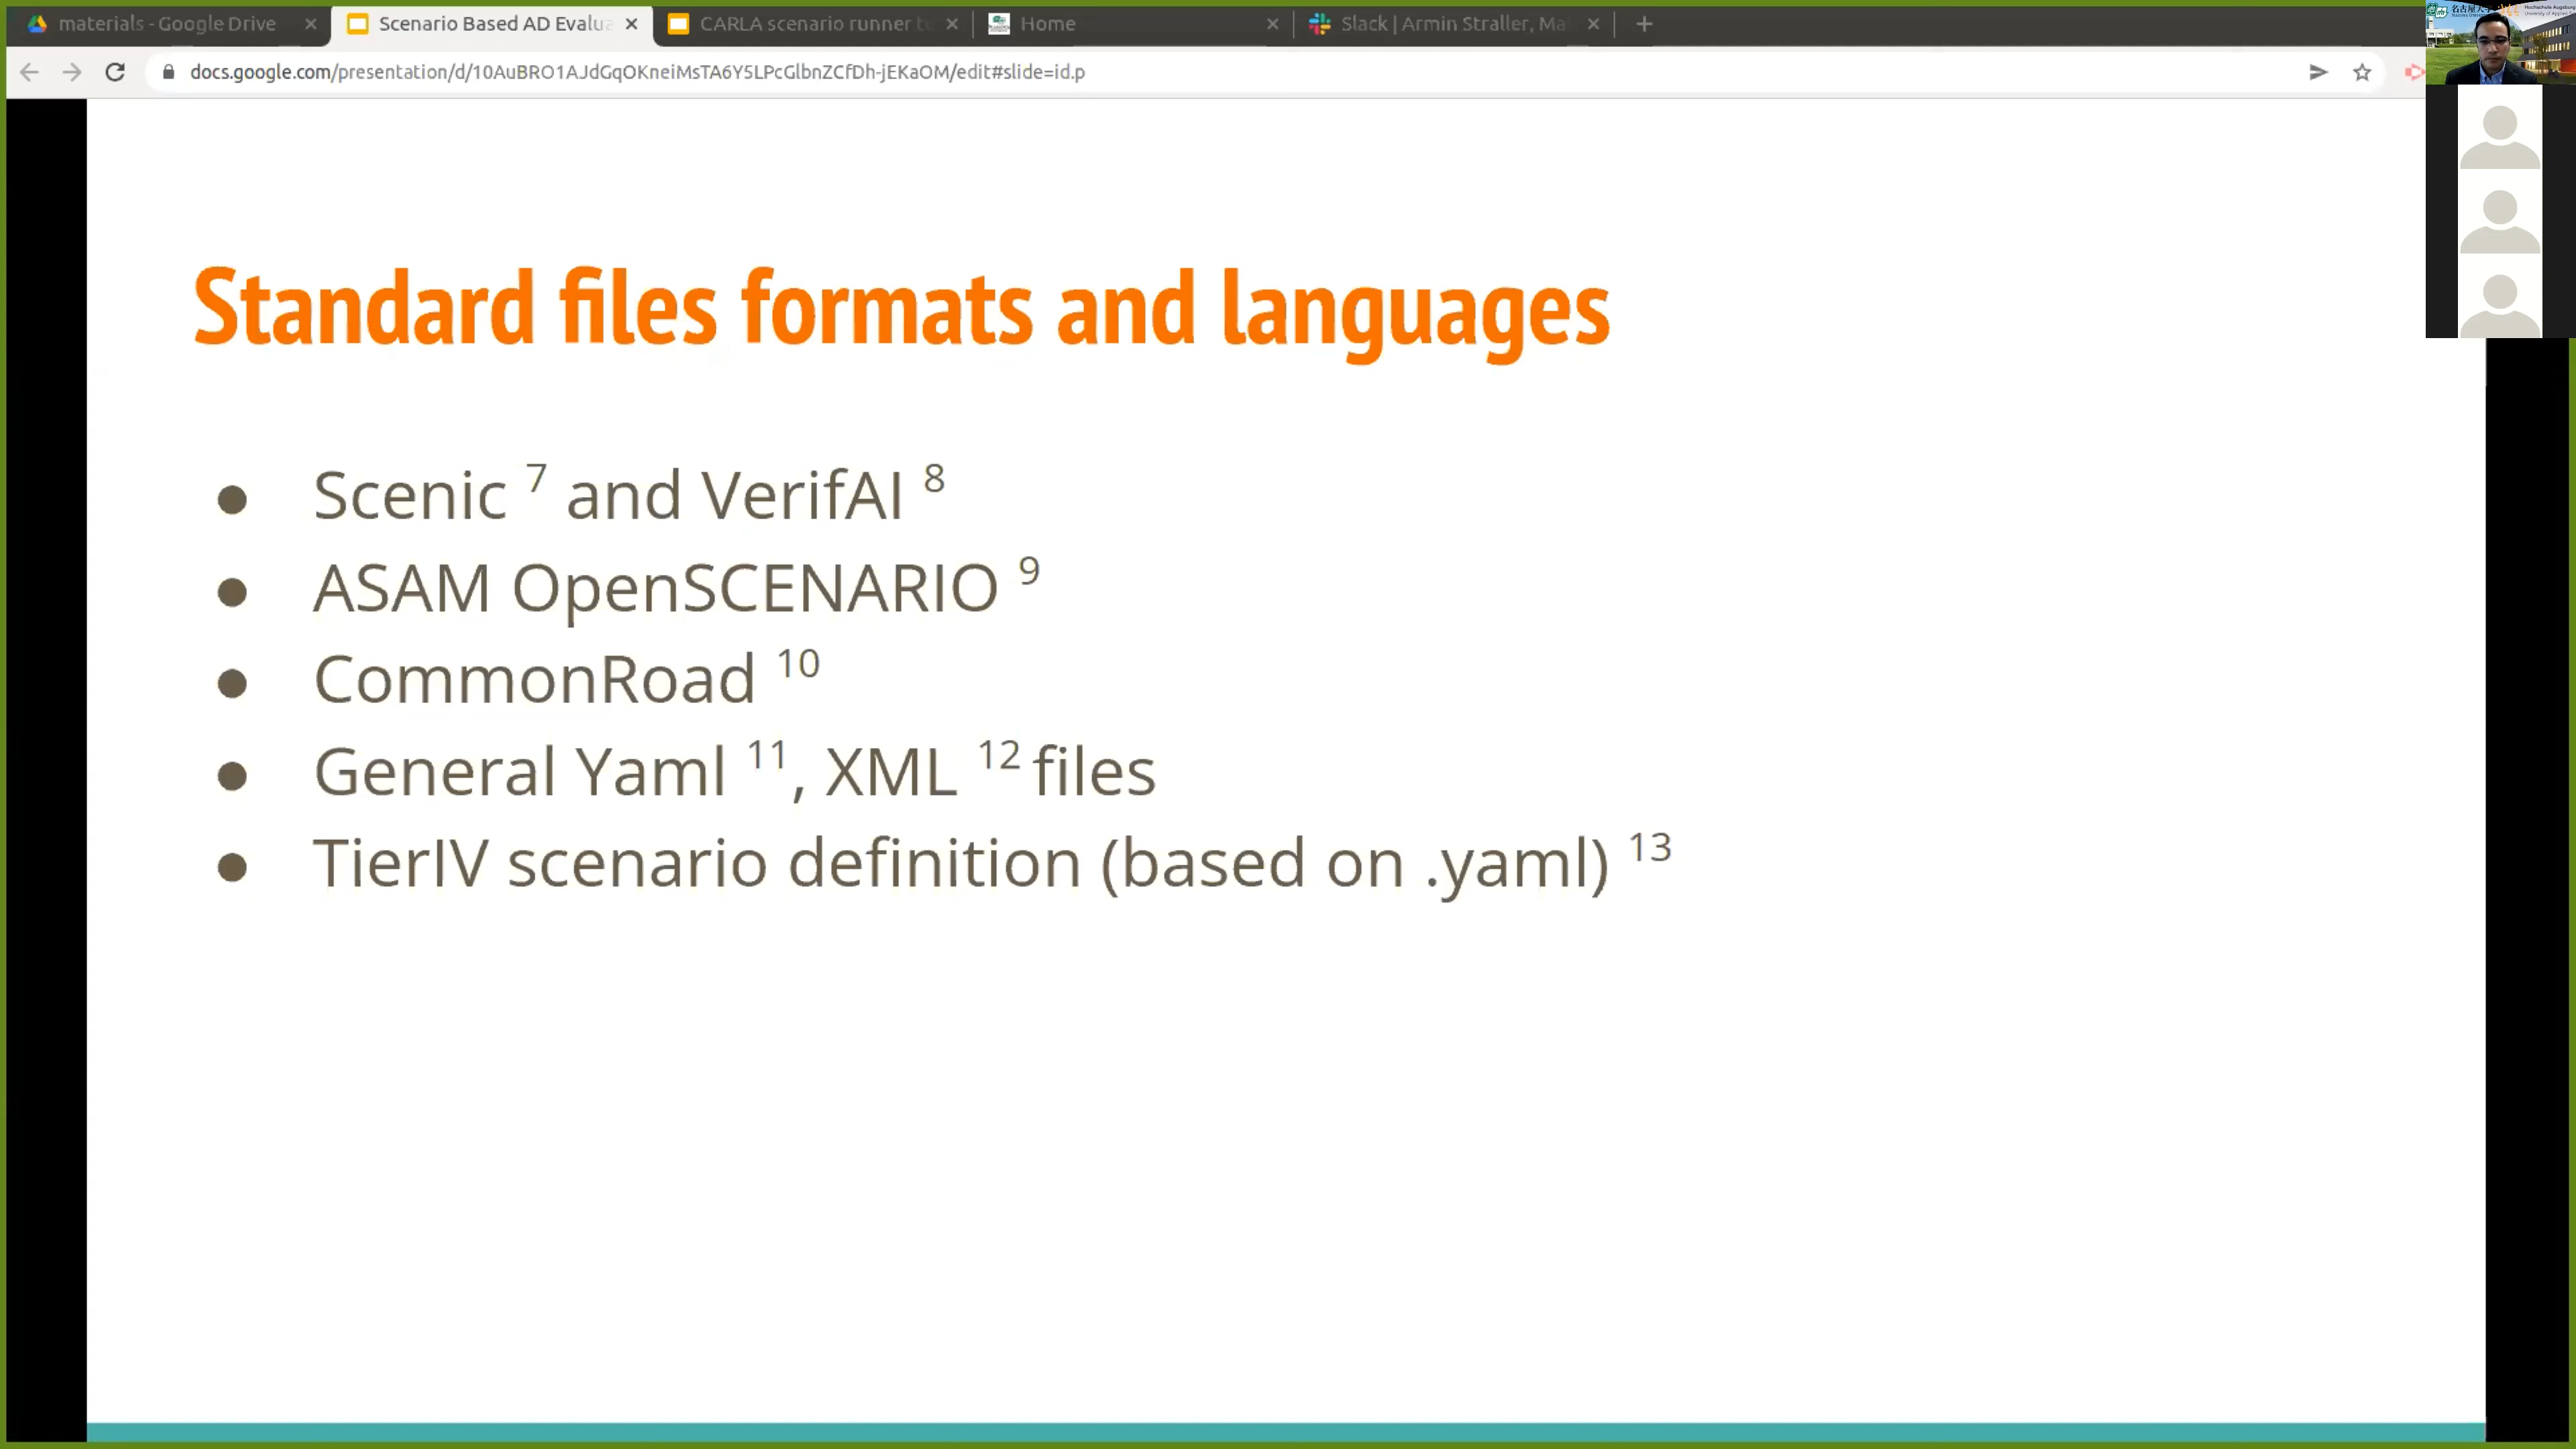 materials - Google Drive
Scenario Based AD Evalua
CARLA scenario runner tu
Home
Slack | Armin Straller, Ma
docs.google.com/presentation/d/10AuBRO1AJdGqOKneiMsTA6Y5LPcGlbnZCfDh-jEKaOM/edit#slide=id.p
Standard files formats and languages
● Scenic 7 and VerifAI 8
● ASAM OpenSCENARIO 9
● CommonRoad 10
● General Yaml 11, XML 12 files
● TierIV scenario definition (based on .yaml) 13